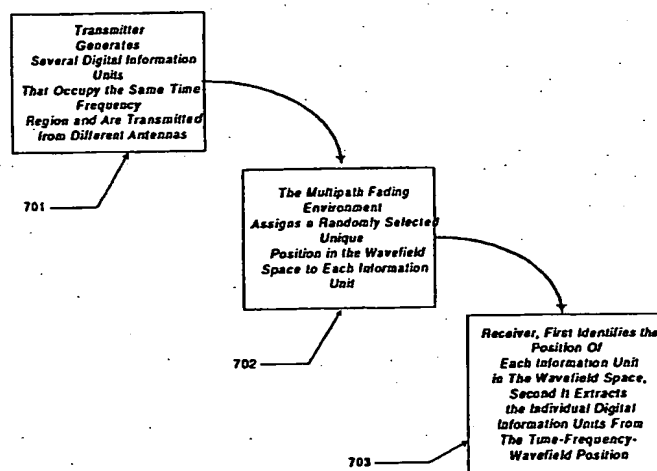 Transmitter
Generates
Several Digital Information
Units
That Occupy the Same Time
Frequency
Region and Are Transmitted
from Different Antennas
701
The Multipath Fading
Environment
Assigns a Randomly Selected
Unique
Position in the Wavefield
Space to Each Information
Unit
702
Receiver, First Identifies the
Position Of
Each Information Unit
in The Wavefield Space,
Second It Extracts
the Individual Digital
Information Units From
The Time-Frequency-
Wavefield Position
703